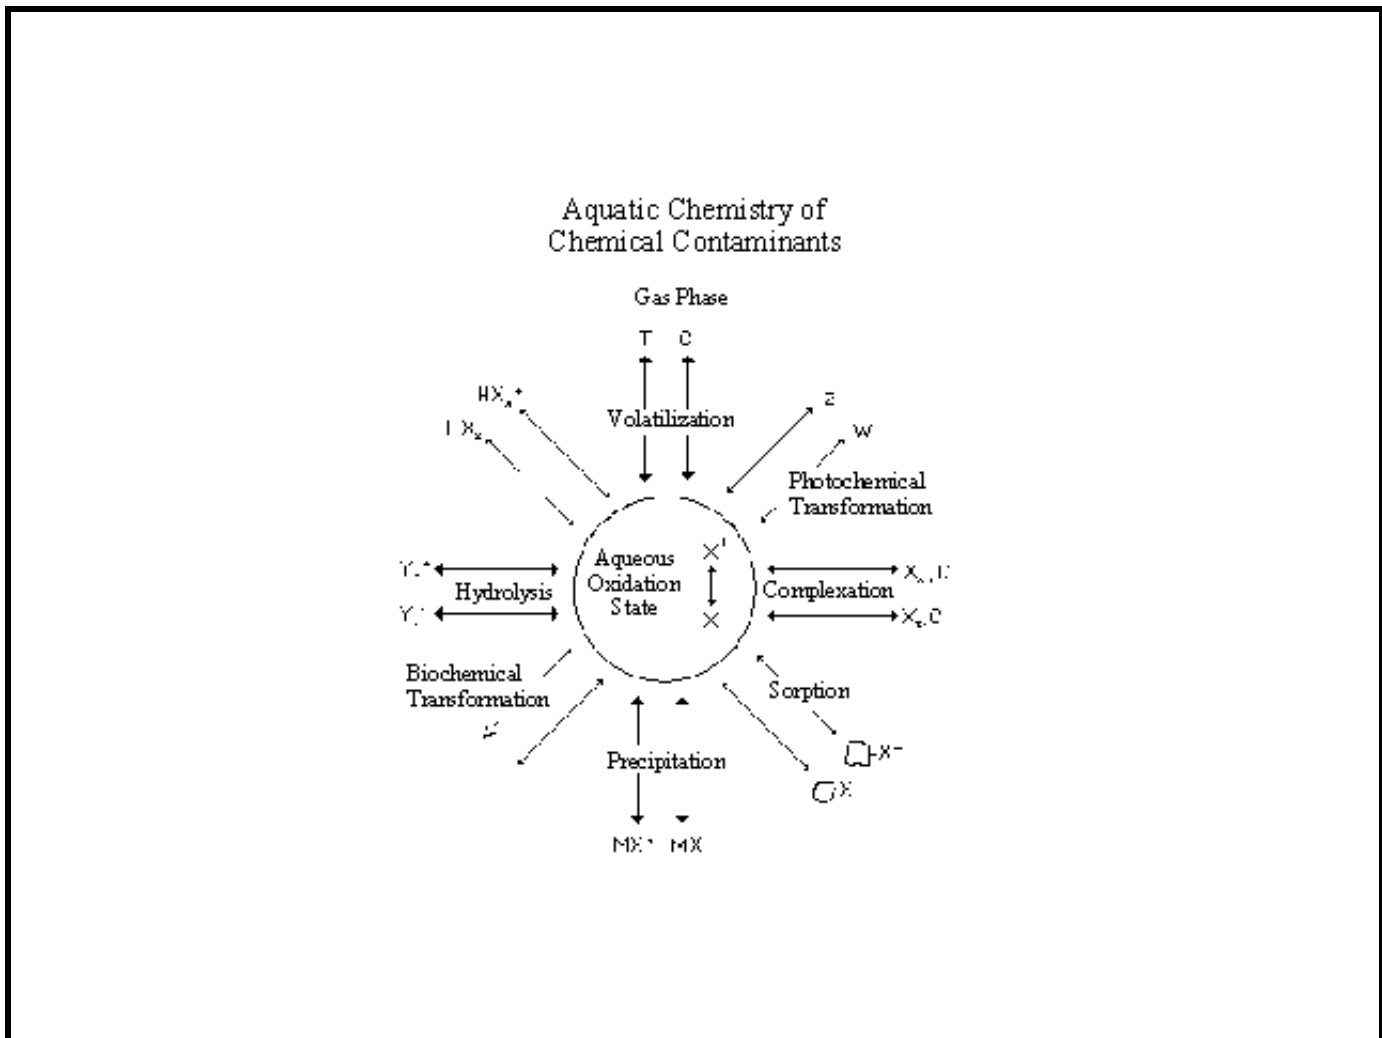 Aquatic Chemistry of
Chemical Contaminants
Gas Phase
T C
Volatilization
Z
W
Photochemical
Transformation
Aqueous
Oxidation
State
X
Hydrolysis
Complexation
Biochemical
Transformation
Sorption
Precipitation
MX